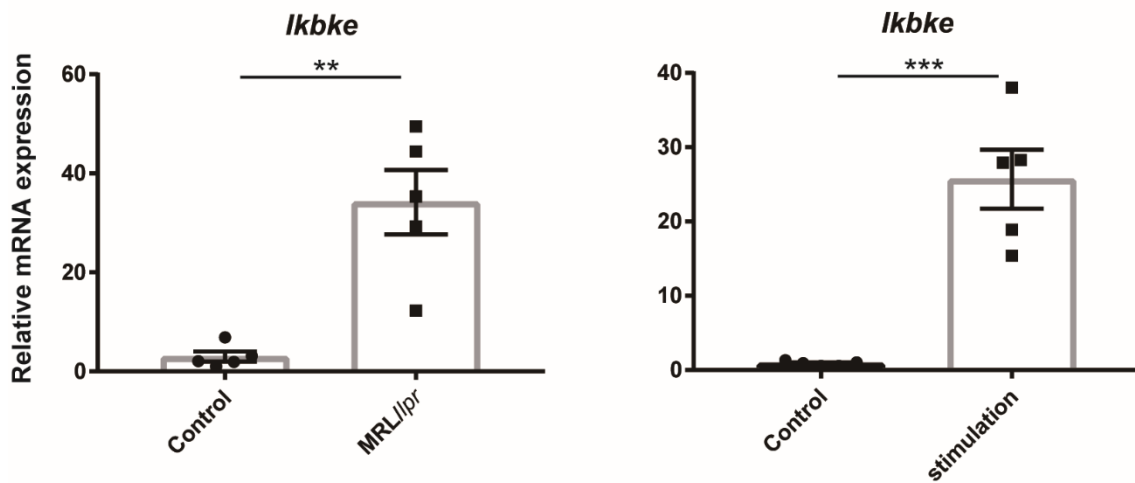 Ikbke
**
Relative mRNA expression
60
40
20
0
Control
MRL/lpr
Ikbke
***
40
30
20
10
0
Control
stimulation